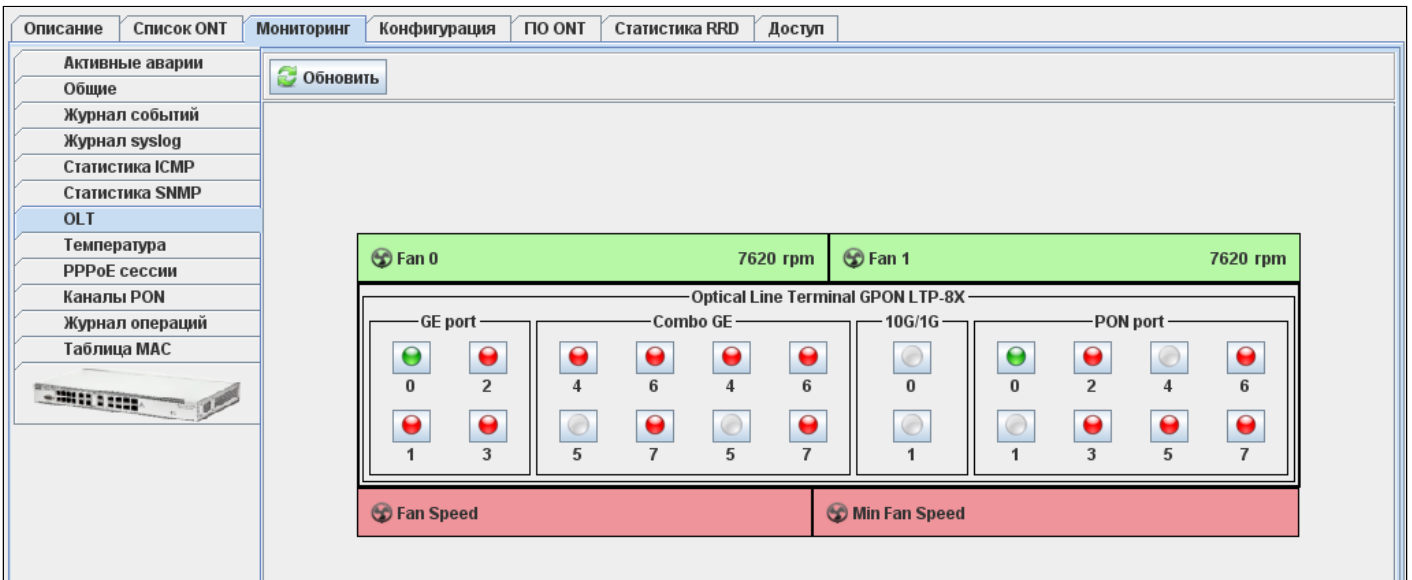 Описание Список ONT Мониторинг Конфигурация ПО ONT Статистика RRD Доступ
Активные аварии
Общие
Журнал событий
Журнал syslog
Статистика ICMP
Статистика SNMP
OLT
Температура
PPPoE сессии
Каналы PON
Журнал операций
Таблица MAC
Обновить
Fan 0 7620 rpm Fan 1 7620 rpm
Optical Line Terminal GPON LTP-8X
GE port Combo GE 10G/1G PON port
0 2 4 6 4 6 0 0 2 4 6
1 3 5 7 5 7 1 1 3 5 7
Fan Speed Min Fan Speed